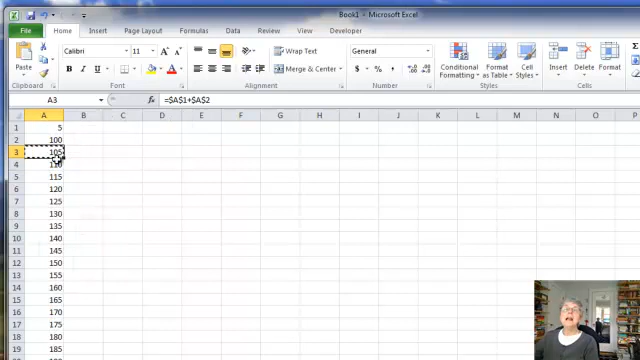 Book1 - Microsoft Excel
File Home Insert Page Layout Formulas Data Review View Developer
Calibri 11 A A Wrap Text General
Paste B I U Merge & Center $ % , Conditional Formatting Format as Table Cell Styles Insert Delete Format
Clipboard Font Alignment Number Styles Cells
A3 fx =$A$1+$A$2
A B C D E F G H I J K L M N O P
1 5
2 100
3 105
4 110
5 115
6 120
7 125
8 130
9 135
10 140
11 145
12 150
13 155
14 160
15 165
16 170
17 175
18 180
19 185